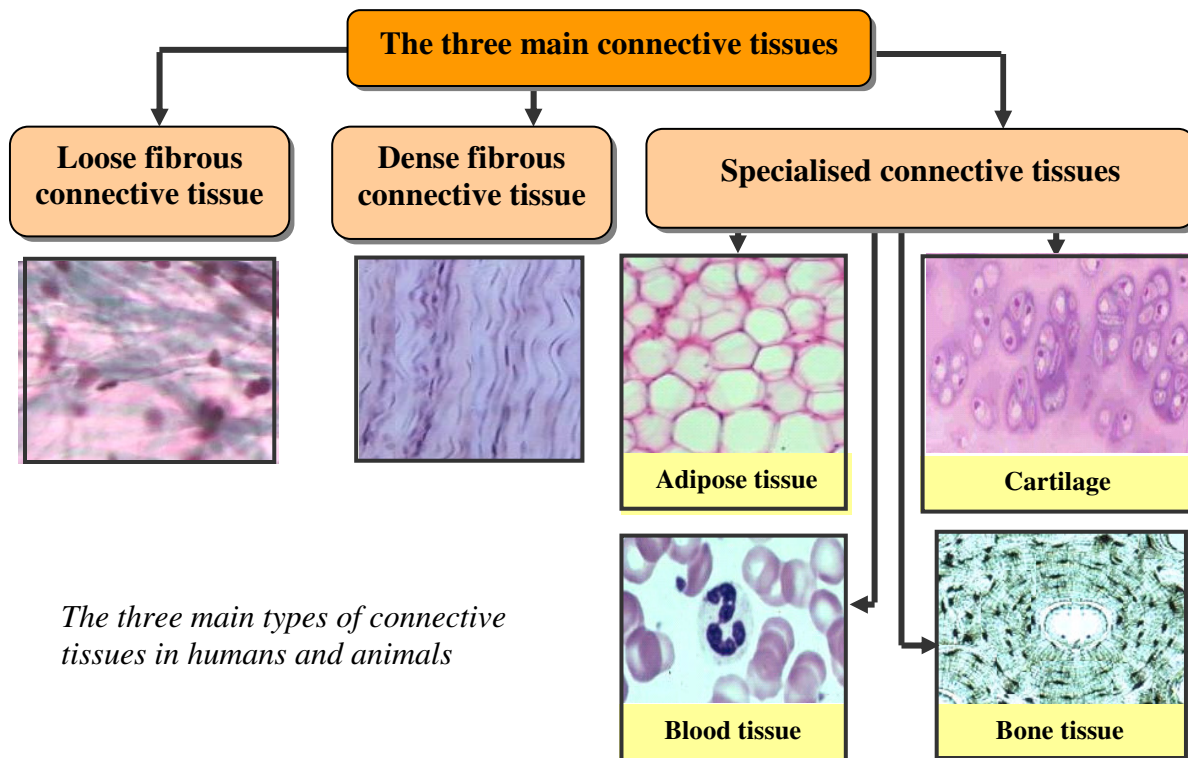 The three main connective tissues
Loose fibrous
connective tissue
Dense fibrous
connective tissue
Specialised connective tissues
Adipose tissue
Cartilage
The three main types of connective
tissues in humans and animals
Blood tissue
Bone tissue